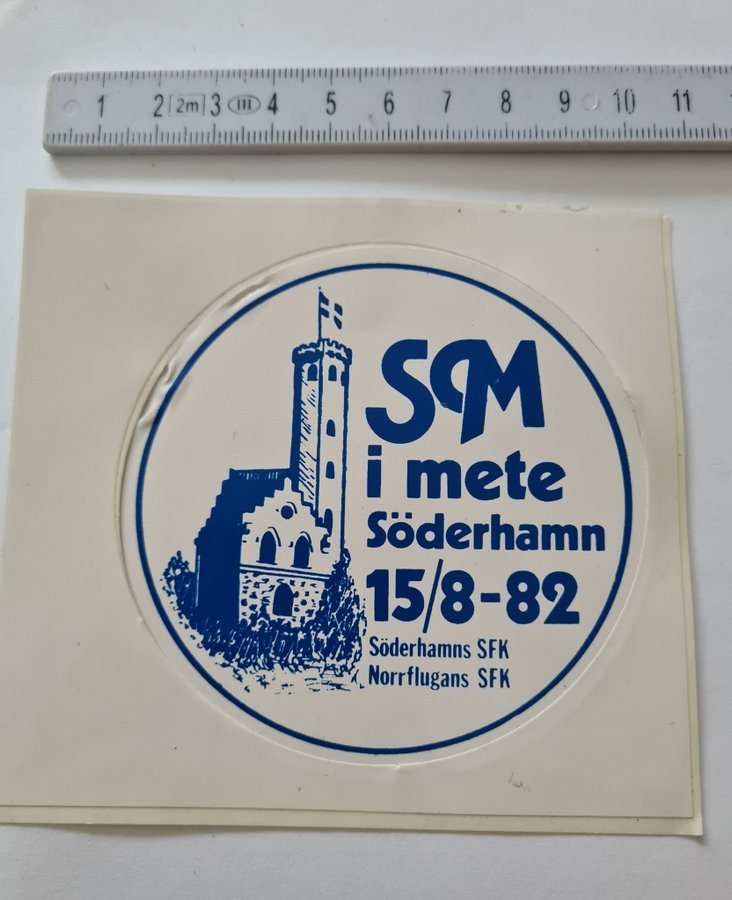 1 2 2m 3 III 4 5 6 7 8 9 10 11
SM
i mete
Söderhamn
15/8-82
Söderhamns SFK
Norrflugans SFK